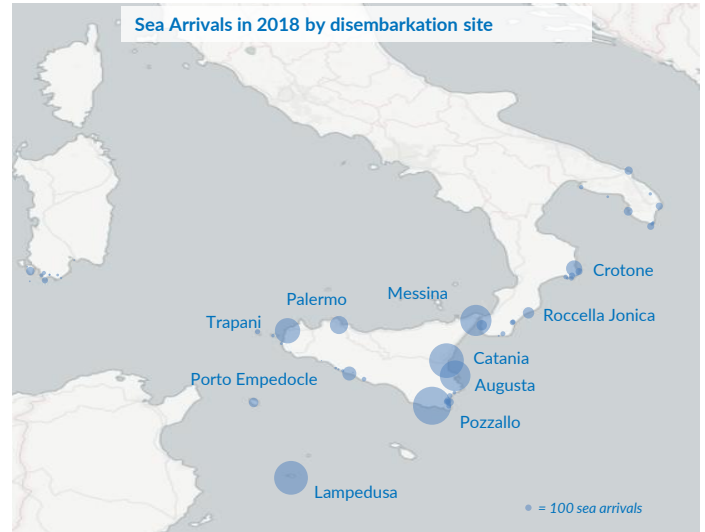 Sea Arrivals in 2018 by disembarkation site
Crotone
Messina
Palermo
Roccella Jonica
Trapani
Catania
Porto Empedocle
Augusta
Pozzallo
Lampedusa
= 100 sea arrivals